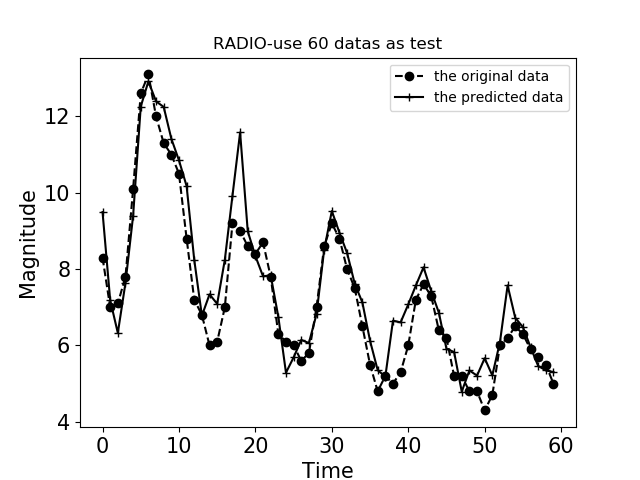 RADIO-use 60 datas as test
the original data
the predicted data
Magnitude
12
10
8
6
4
0 10 20 30 40 50 60
Time